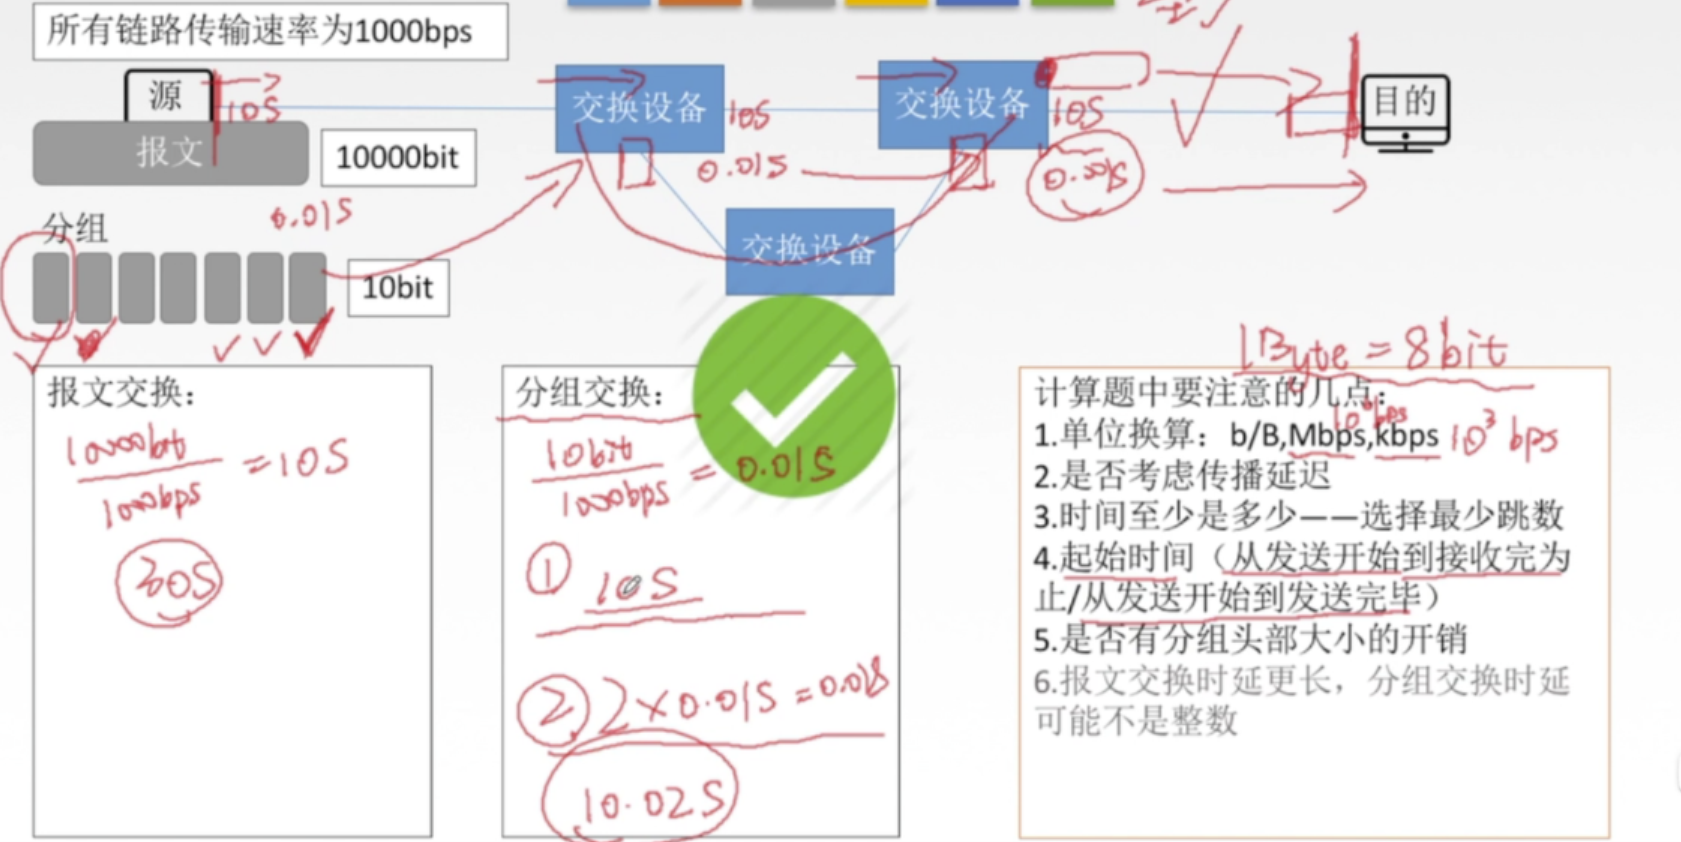 所有链路传输速率为1000bps
源
10S
交换设备
10S
交换设备
10S
目的
报文
10000bit
0.01S
0.01S
分组
0.01S
10bit
交换设备
1Byte = 8bit
报文交换：
10000bit
1000bps
=10S
30S
分组交换：
10bit
1000bps
= 0.01S
① 10S
② 2×0.01S=0.02S
10.02S
计算题中要注意的几点：
1.单位换算：b/B,Mbps,kbps 10³ bps
2.是否考虑传播延迟
3.时间至少是多少——选择最少跳数
4.起始时间（从发送开始到接收完为
止/从发送开始到发送完毕）
5.是否有分组头部大小的开销
6.报文交换时延更长，分组交换时延
可能不是整数